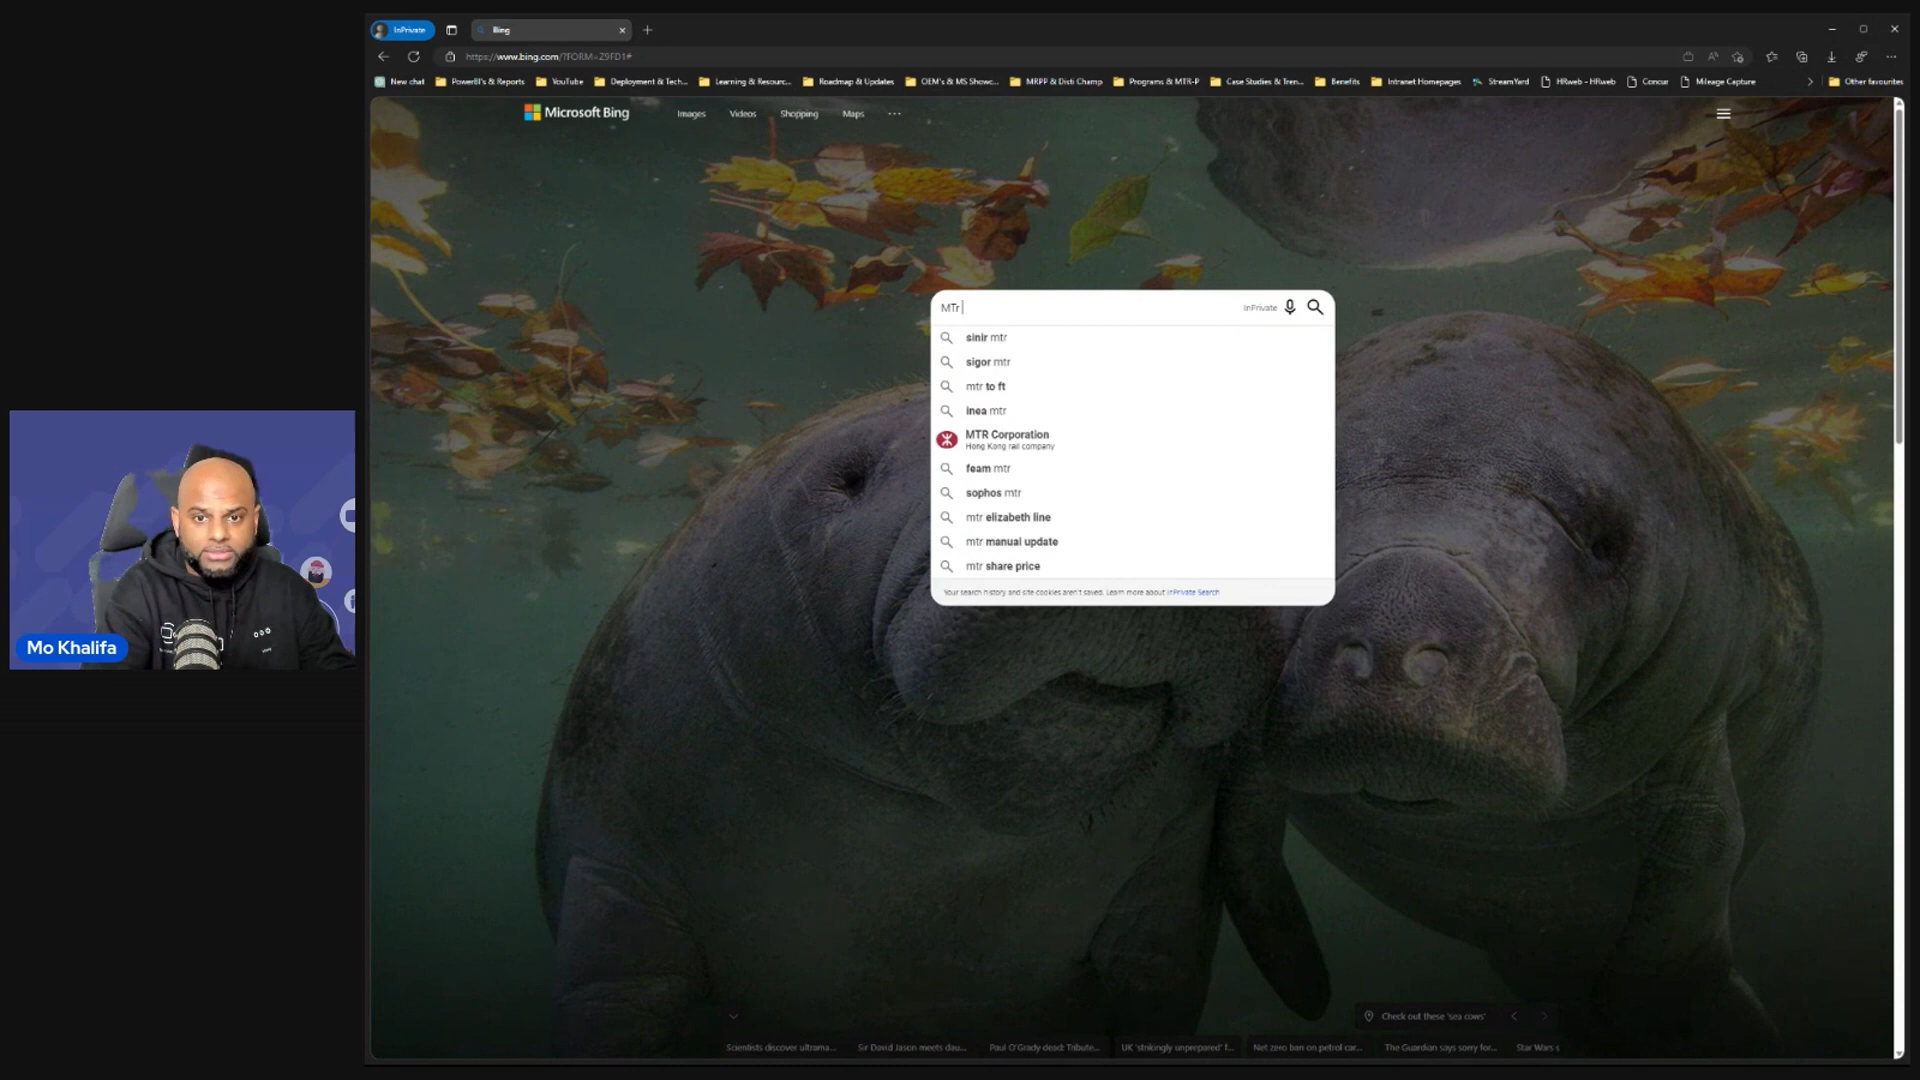 InPrivate
Bing
https://www.bing.com/?FORM=Z9FD1#
New chat
PowerBI's & Reports
YouTube
Deployment & Tech...
Learning & Resourc...
Roadmap & Updates
OEM's & MS Showc...
MRPP & Disti Champ
Programs & MTR-P
Case Studies & Tren...
Benefits
Intranet Homepages
StreamYard
HRweb - HRweb
Concur
Mileage Capture
Other favourites
Microsoft Bing
Images
Videos
Shopping
Maps
MTr
InPrivate
sinir mtr
sigor mtr
mtr to ft
inea mtr
MTR Corporation
Hong Kong rail company
feam mtr
sophos mtr
mtr elizabeth line
mtr manual update
mtr share price
Your search history and site cookies aren't saved. Learn more about InPrivate Search
Mo Khalifa
Check out these 'sea cows'
Scientists discover ultrama...
Sir David Jason meets dau...
Paul O'Grady dead: Tribute...
UK 'strikingly unprepared' f...
Net zero ban on petrol car...
The Guardian says sorry for...
Star Wars s